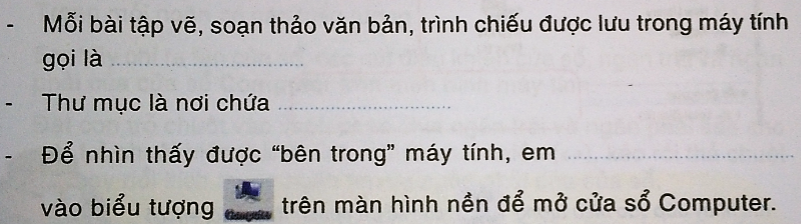 - Mỗi bài tập vẽ, soạn thảo văn bản, trình chiếu được lưu trong máy tính
gọi là ........................
- Thư mục là nơi chứa ........................
- Để nhìn thấy được “bên trong” máy tính, em ........................
vào biểu tượng Computer trên màn hình nền để mở cửa sổ Computer.